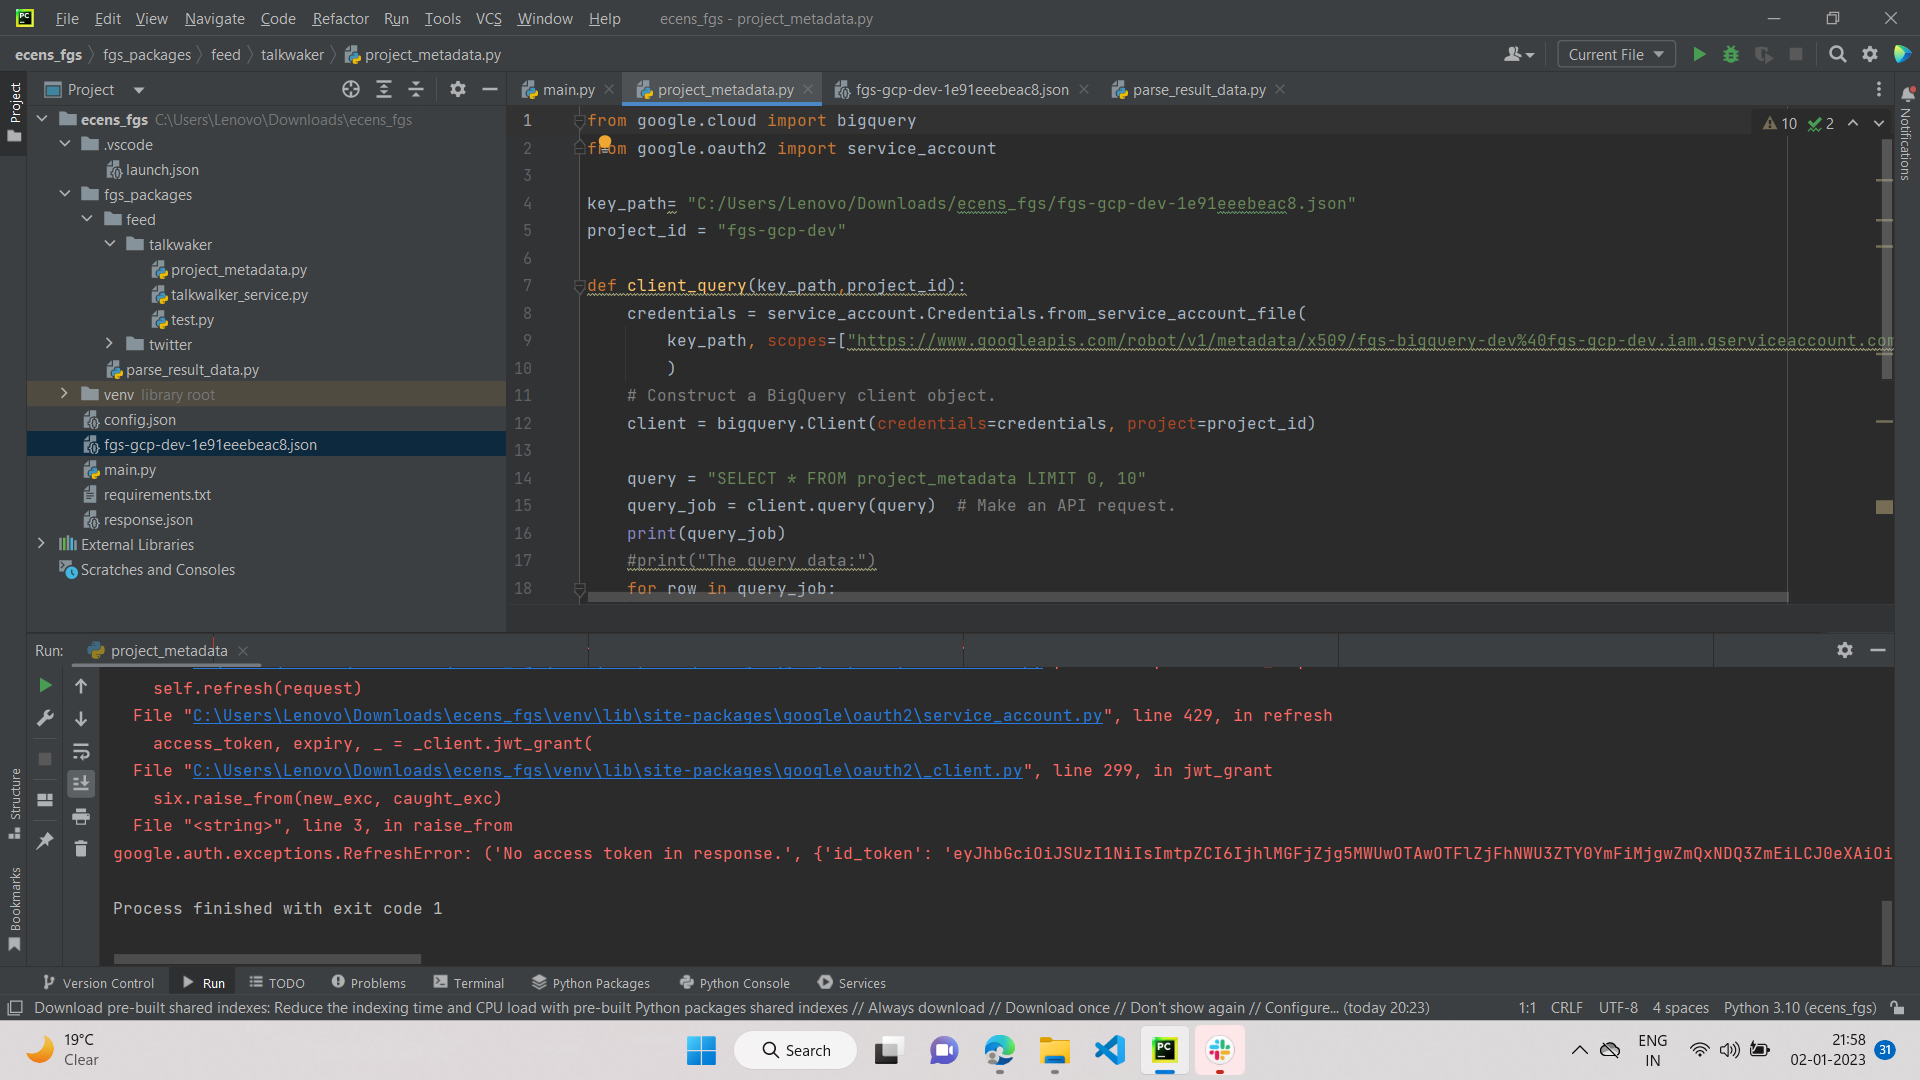 File Edit View Navigate Code Refactor Run Tools VCS Window Help ecens_fgs - project_metadata.py
ecens_fgs fgs_packages feed talkwaker project_metadata.py Current File
Project
Project
main.py project_metadata.py fgs-gcp-dev-1e91eeebeac8.json parse_result_data.py
Notifications
ecens_fgs C:\Users\Lenovo\Downloads\ecens_fgs
.vscode
launch.json
fgs_packages
feed
talkwaker
project_metadata.py
talkwalker_service.py
test.py
twitter
parse_result_data.py
venv library root
config.json
fgs-gcp-dev-1e91eeebeac8.json
main.py
requirements.txt
response.json
External Libraries
Scratches and Consoles
10 2
1 from google.cloud import bigquery
2 from google.oauth2 import service_account
3
4 key_path= "C:/Users/Lenovo/Downloads/ecens_fgs/fgs-gcp-dev-1e91eeebeac8.json"
5 project_id = "fgs-gcp-dev"
6
7 def client_query(key_path,project_id):
8 credentials = service_account.Credentials.from_service_account_file(
9 key_path, scopes=["https://www.googleapis.com/robot/v1/metadata/x509/fgs-bigquery-dev%40fgs-gcp-dev.iam.gserviceaccount.com
10 )
11 # Construct a BigQuery client object.
12 client = bigquery.Client(credentials=credentials, project=project_id)
13
14 query = "SELECT * FROM project_metadata LIMIT 0, 10"
15 query_job = client.query(query) # Make an API request.
16 print(query_job)
17 #print("The query data:")
18 for row in query_job:
Run: project_metadata
self.refresh(request)
File "C:\Users\Lenovo\Downloads\ecens_fgs\venv\lib\site-packages\google\oauth2\service_account.py", line 429, in refresh
access_token, expiry, _ = _client.jwt_grant(
File "C:\Users\Lenovo\Downloads\ecens_fgs\venv\lib\site-packages\google\oauth2\_client.py", line 299, in jwt_grant
six.raise_from(new_exc, caught_exc)
File "<string>", line 3, in raise_from
google.auth.exceptions.RefreshError: ('No access token in response.', {'id_token': 'eyJhbGciOiJSUzI1NiIsImtpZCI6IjhlMGFjZjg5MWUwOTAwOTFlZjFhNWU3ZTY0YmFiMjgwZmQxNDQ3ZmEiLCJ0eXAiOi
Process finished with exit code 1
Structure
Bookmarks
Version Control Run TODO Problems Terminal Python Packages Python Console Services
Download pre-built shared indexes: Reduce the indexing time and CPU load with pre-built Python packages shared indexes // Always download // Download once // Don't show again // Configure... (today 20:23) 1:1 CRLF UTF-8 4 spaces Python 3.10 (ecens_fgs)
19°C
Clear
Search
PC
ENG
IN
21:58
02-01-2023
31